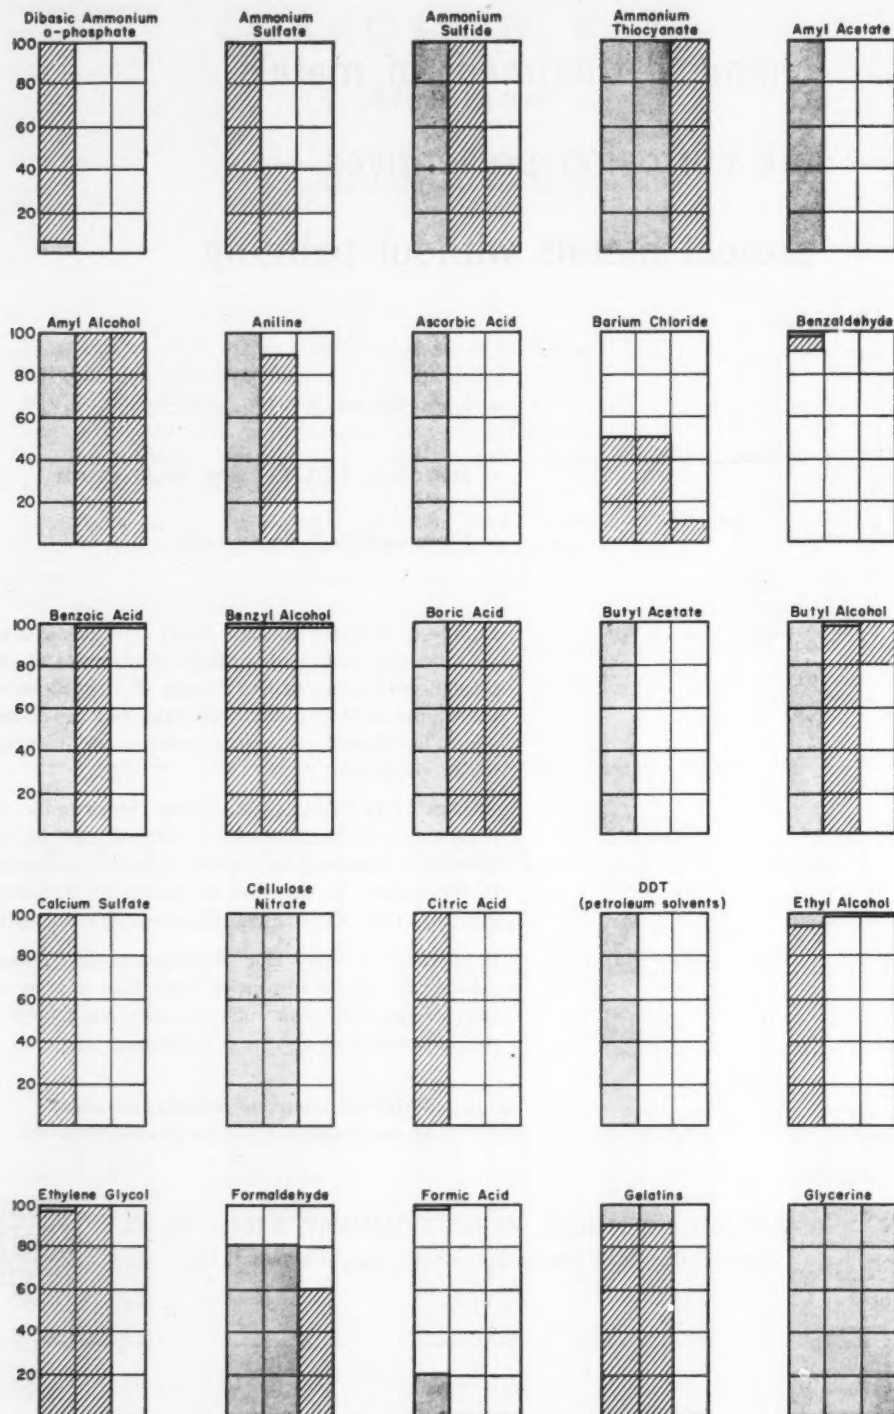 Dibasic Ammonium
o-phosphate
Ammonium
Sulfate
Ammonium
Sulfide
Ammonium
Thiocyanate
Amyl Acetate
100
80
60
40
20
Amyl Alcohol
Aniline
Ascorbic Acid
Barium Chloride
Benzaldehyde
100
80
60
40
20
Benzoic Acid
Benzyl Alcohol
Boric Acid
Butyl Acetate
Butyl Alcohol
100
80
60
40
20
Calcium Sulfate
Cellulose
Nitrate
Citric Acid
DDT
(petroleum solvents)
Ethyl Alcohol
100
80
60
40
20
Ethylene Glycol
Formaldehyde
Formic Acid
Gelatins
Glycerine
100
80
60
40
20